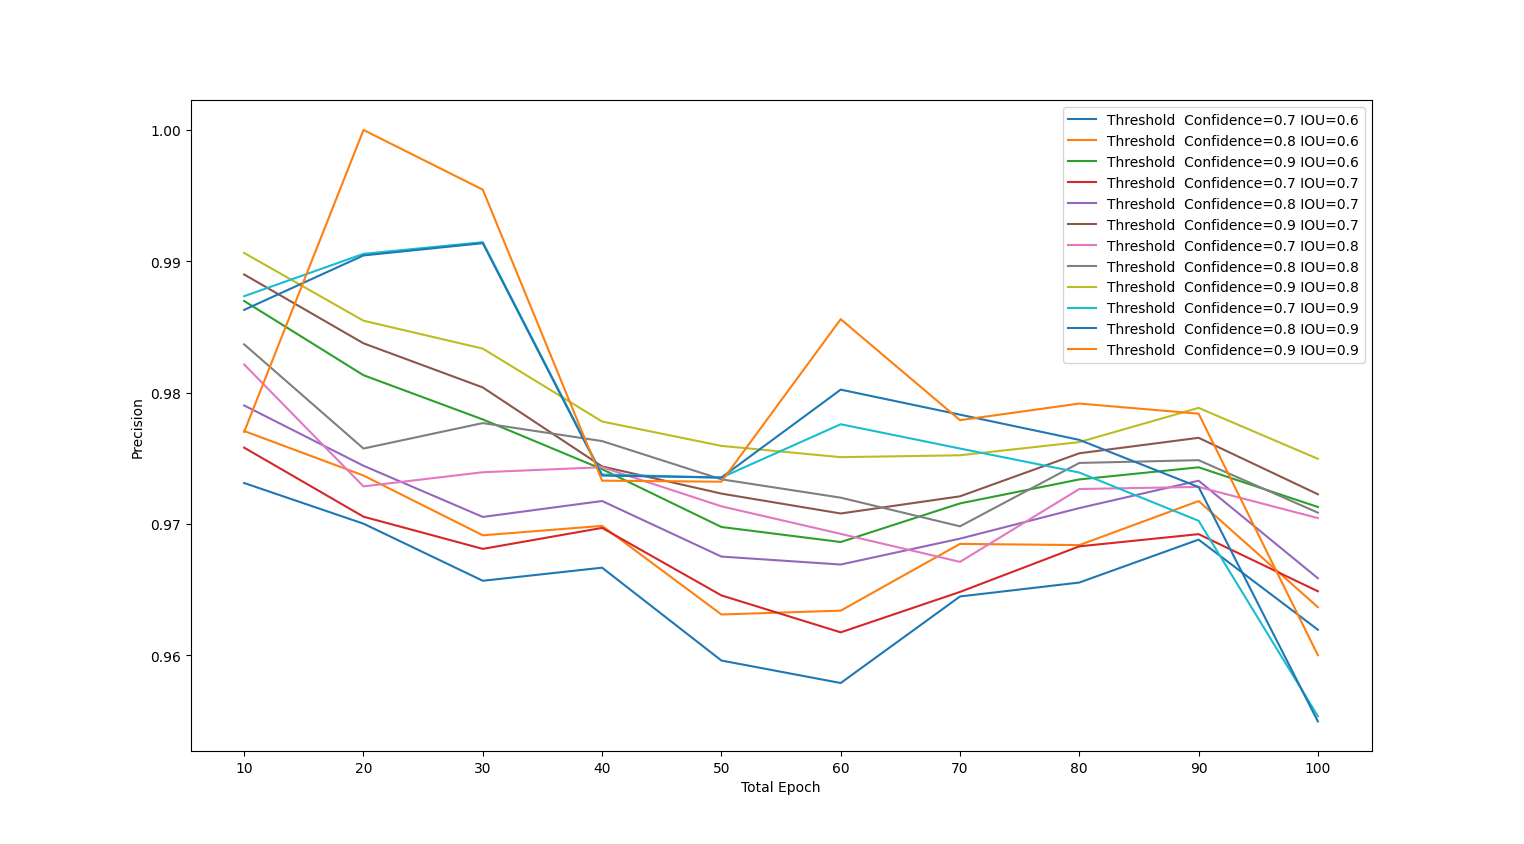 1.00
0.99
0.98
0.97
0.96
Precision
10 20 30 40 50 60 70 80 90 100
Total Epoch
Threshold  Confidence=0.7 IOU=0.6
Threshold  Confidence=0.8 IOU=0.6
Threshold  Confidence=0.9 IOU=0.6
Threshold  Confidence=0.7 IOU=0.7
Threshold  Confidence=0.8 IOU=0.7
Threshold  Confidence=0.9 IOU=0.7
Threshold  Confidence=0.7 IOU=0.8
Threshold  Confidence=0.8 IOU=0.8
Threshold  Confidence=0.9 IOU=0.8
Threshold  Confidence=0.7 IOU=0.9
Threshold  Confidence=0.8 IOU=0.9
Threshold  Confidence=0.9 IOU=0.9